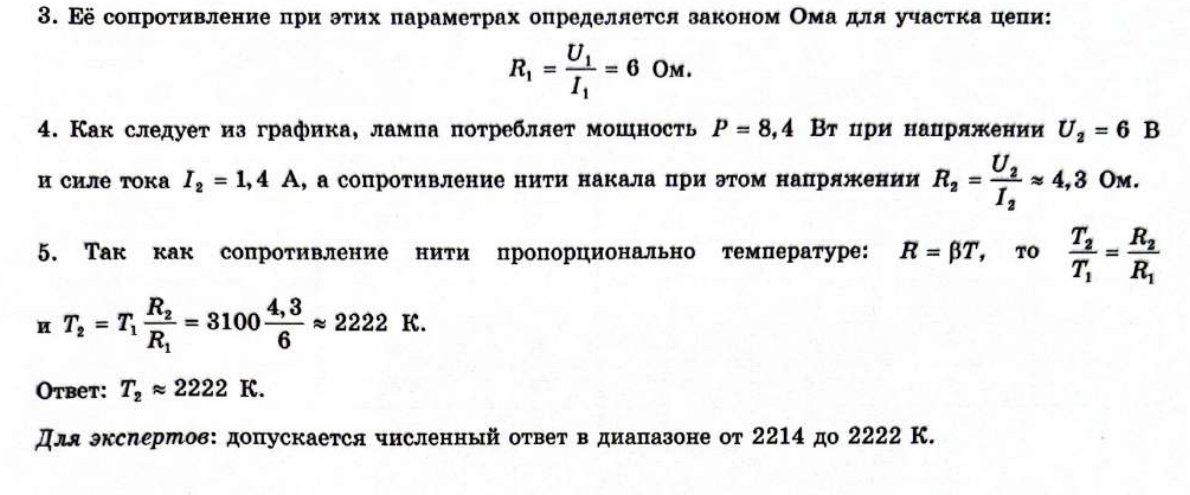 3. Её сопротивление при этих параметрах определяется законом Ома для участка цепи:
R₁ = U₁/I₁ = 6 Ом.
4. Как следует из графика, лампа потребляет мощность P = 8,4 Вт при напряжении U₂ = 6 В
и силе тока I₂ = 1,4 А, а сопротивление нити накала при этом напряжении R₂ = U₂/I₂ ≈ 4,3 Ом.
5. Так как сопротивление нити пропорционально температуре: R = βT, то T₂/T₁ = R₂/R₁
и T₂ = T₁ R₂/R₁ = 3100 4,3/6 ≈ 2222 К.
Ответ: T₂ ≈ 2222 К.
Для экспертов: допускается численный ответ в диапазоне от 2214 до 2222 К.